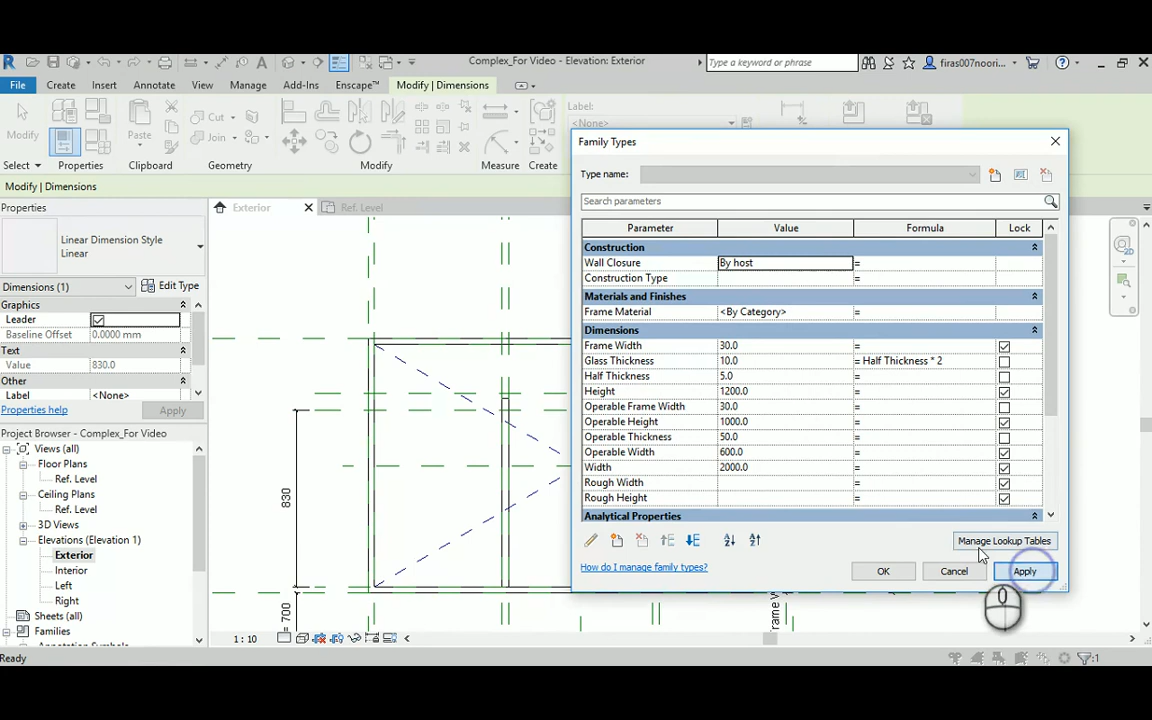 Complex_For Video - Elevation: Exterior
Type a keyword or phrase
firas007noori...
File
Create
Insert
Annotate
View
Manage
Add-Ins
Enscape™
Modify | Dimensions
Modify
Paste
Cut
Join
Label:
<None>
Select
Properties
Clipboard
Geometry
Modify
Measure
Create
Modify | Dimensions
Properties
Linear Dimension Style
Linear
Dimensions (1)
Edit Type
Graphics
Leader
Baseline Offset
0.0000 mm
Text
Value
830.0
Other
Label
<None>
Properties help
Apply
Project Browser - Complex_For Video
Views (all)
Floor Plans
Ref. Level
Ceiling Plans
Ref. Level
3D Views
Elevations (Elevation 1)
Exterior
Interior
Left
Right
Sheets (all)
Families
Ready
Exterior
Ref. Level
830
= 700
1 : 10
:1
Family Types
Type name:
Search parameters
Parameter Value Formula Lock
Construction
Wall Closure By host =
Construction Type =
Materials and Finishes
Frame Material <By Category> =
Dimensions
Frame Width 30.0 =
Glass Thickness 10.0 = Half Thickness * 2
Half Thickness 5.0 =
Height 1200.0 =
Operable Frame Width 30.0 =
Operable Height 1000.0 =
Operable Thickness 50.0 =
Operable Width 600.0 =
Width 2000.0 =
Rough Width =
Rough Height =
Analytical Properties
Manage Lookup Tables
How do I manage family types?
OK
Cancel
Apply